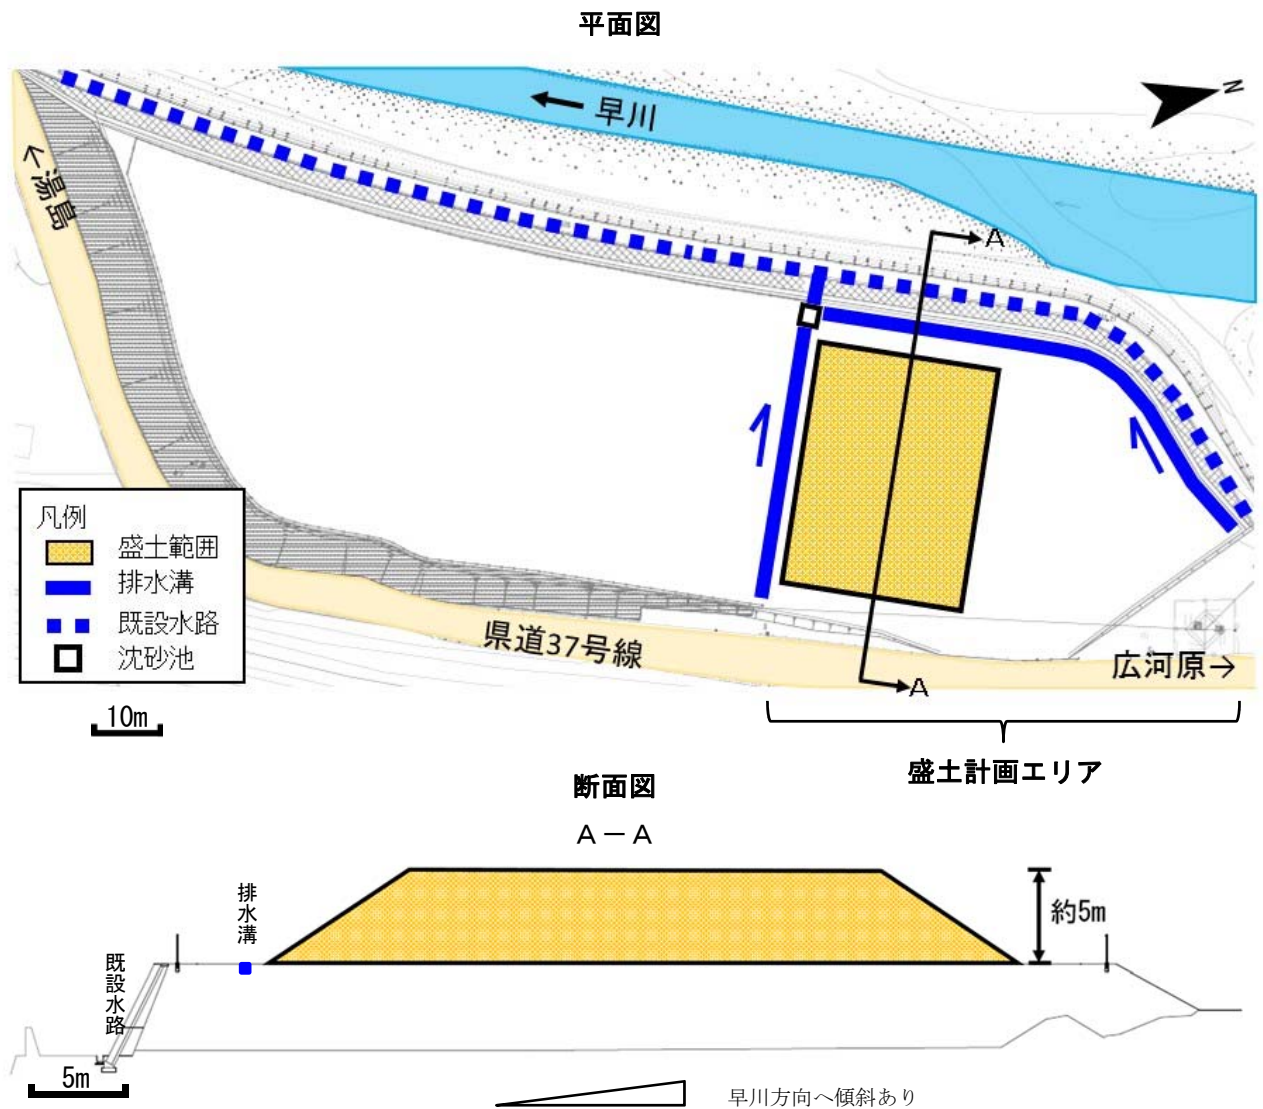 平面図
N
←早川
←湯島
A
凡例
盛土範囲
排水溝
既設水路
沈砂池
県道37号線
広河原→
A
10m
盛土計画エリア
断面図
A－A
排水溝
約5m
既設水路
5m
早川方向へ傾斜あり